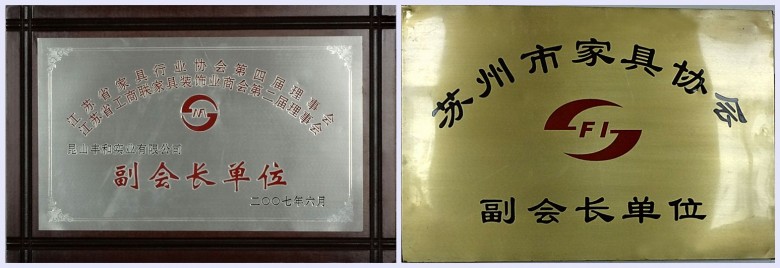 江苏省家具行业协会第四届理事会
江苏省工商联家具装饰业商会第二届理事会
昆山丰和实业有限公司
副会长单位
二〇〇七年六月
苏州市家具协会
FI
副会长单位